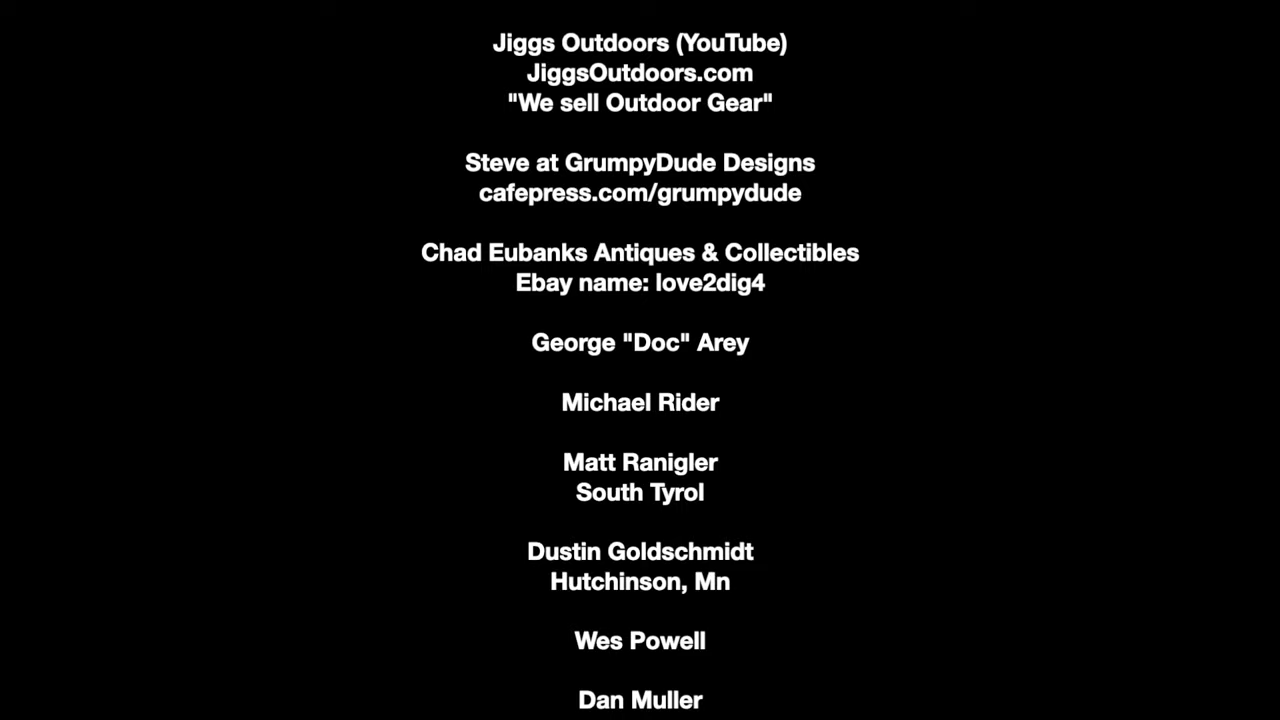 Jiggs Outdoors (YouTube)
JiggsOutdoors.com
"We sell Outdoor Gear"
Steve at GrumpyDude Designs
cafepress.com/grumpydude
Chad Eubanks Antiques & Collectibles
Ebay name: love2dig4
George "Doc" Arey
Michael Rider
Matt Ranigler
South Tyrol
Dustin Goldschmidt
Hutchinson, Mn
Wes Powell
Dan Muller